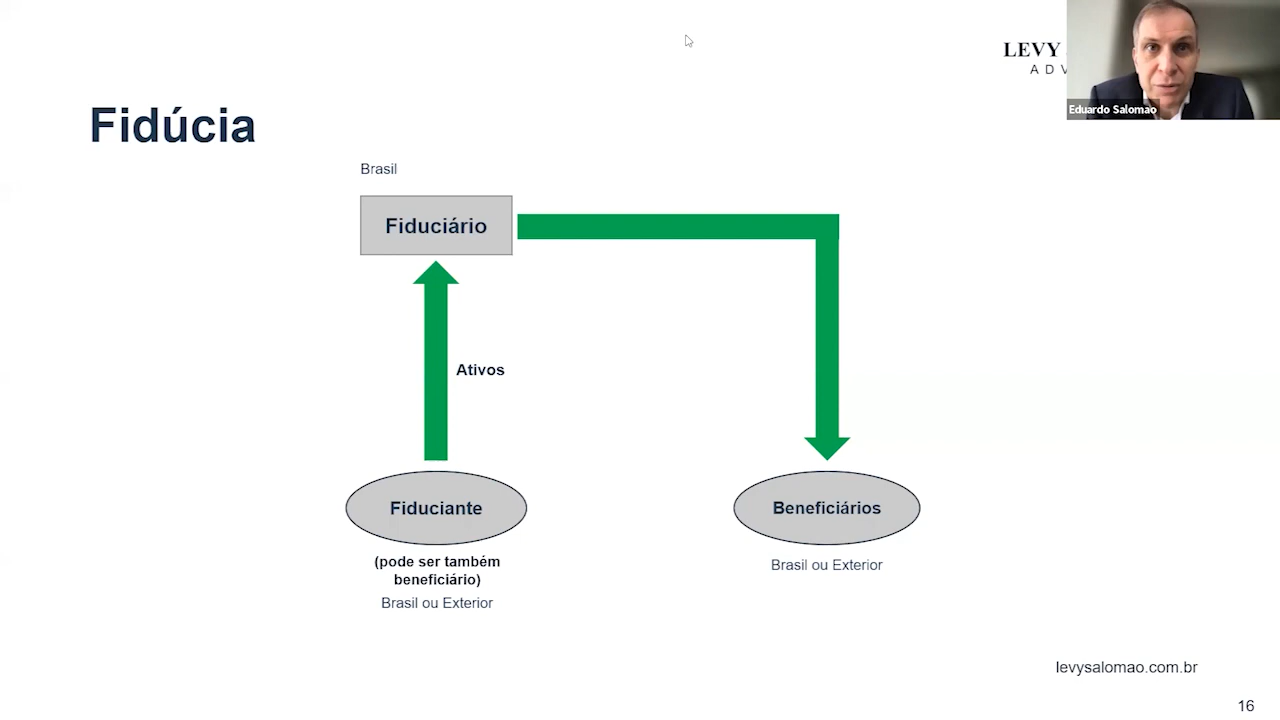 LEVY
ADV
Eduardo Salomao
Fidúcia
Brasil
Fiduciário
Ativos
Fiduciante
Beneficiários
(pode ser também
beneficiário)
Brasil ou Exterior
Brasil ou Exterior
levysalomao.com.br
16